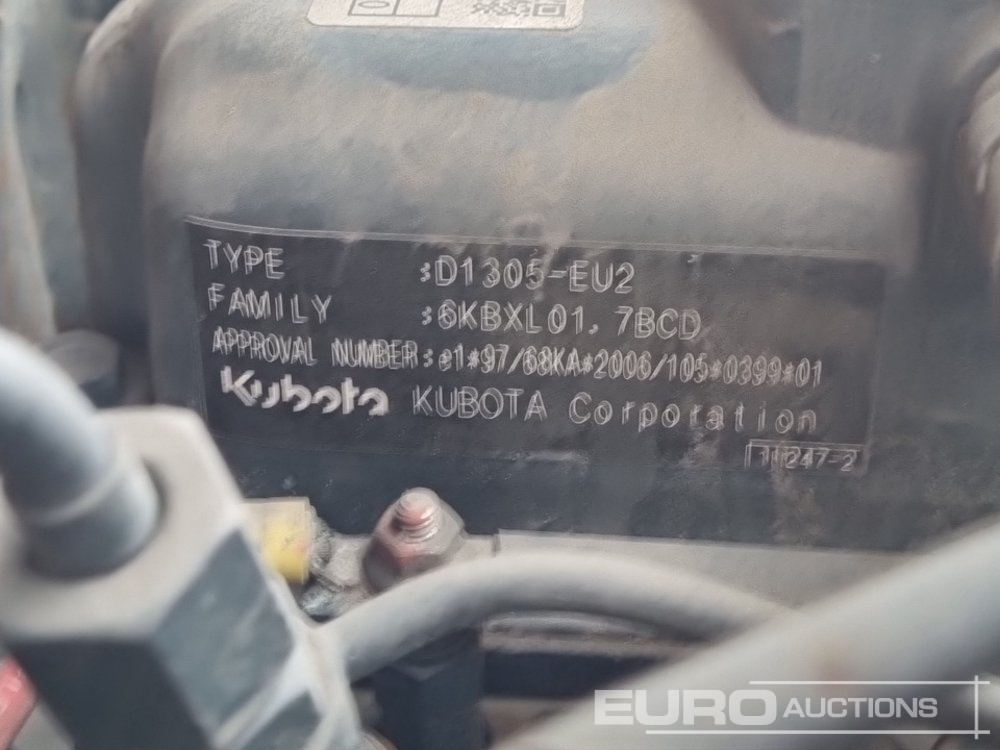 TYPE :D1305-EU2
FAMILY :6KBXL01.7BCD
APPROVAL NUMBER:e1*97/68KA*2006/105*0399*01
Kubota KUBOTA Corporation
1H247-2
EURO AUCTIONS